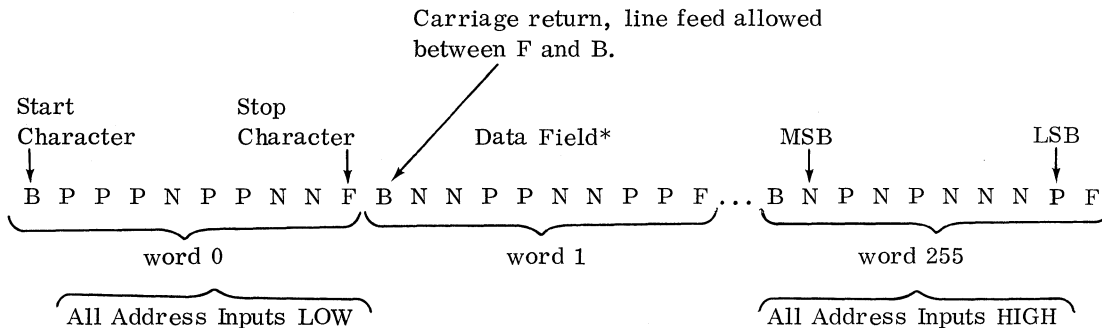 Carriage return, line feed allowed
between F and B.
Start
Character
Stop
Character
Data Field*
MSB
LSB
B P P P N P P N N F B N N P P N N P P F ... B N P N P N N N P F
word 0
word 1
word 255
All Address Inputs LOW
All Address Inputs HIGH